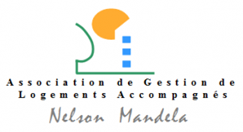 Association de Gestion de
Logements Accompagnés
Nelson Mandela